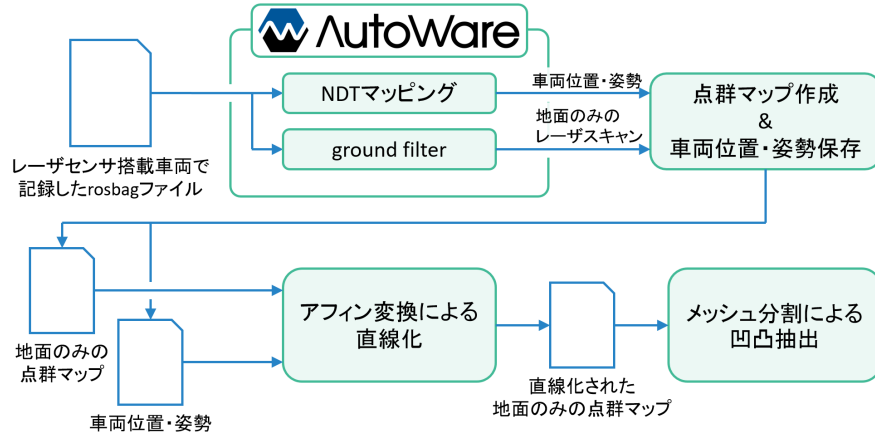 AutoWare
NDTマッピング
車両位置・姿勢
地面のみの
レーザスキャン
ground filter
点群マップ作成
&
車両位置・姿勢保存
レーザセンサ搭載車両で
記録したrosbagファイル
地面のみの
点群マップ
車両位置・姿勢
アフィン変換による
直線化
直線化された
地面のみの点群マップ
メッシュ分割による
凹凸抽出